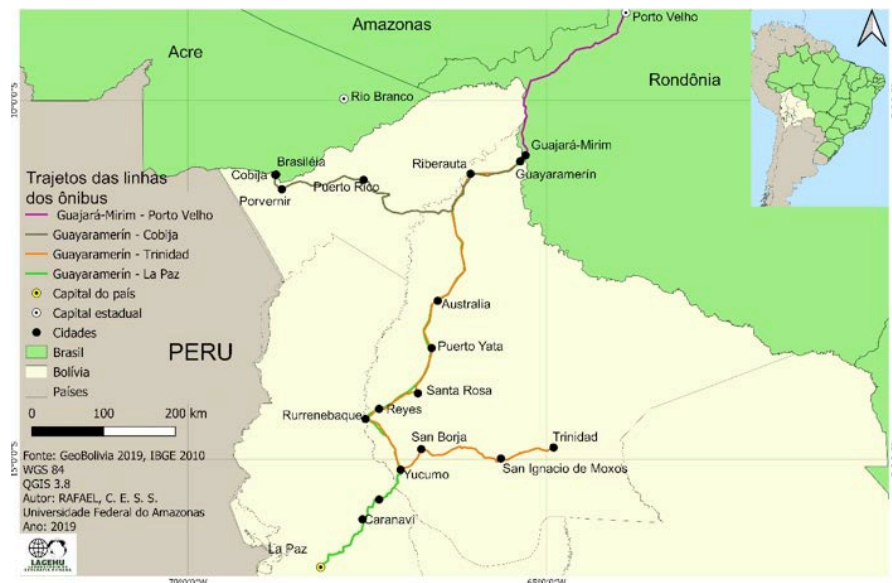 Amazonas
Porto Velho
Acre
Rio Branco
Rondônia
Guajará-Mirim
Riberauta
Brasiléia
Cobija
Puerto Rico
Guayaramerín
Porvernir
Trajetos das linhas
dos ônibus
Guajará-Mirim - Porto Velho
Guayaramerín - Cobija
Guayaramerín - Trinidad
Guayaramerín - La Paz
Capital do país
Capital estadual
Cidades
Brasil
Bolívia
Países
0 100 200 km
Fonte: GeoBolivia 2019, IBGE 2010
WGS 84
QGIS 3.8
Autor: RAFAEL, C. E. S. S.
Universidade Federal do Amazonas
Ano: 2019
LAGEHU
PERU
Australia
Puerto Yata
Santa Rosa
Reyes
Rurrenebaque
San Borja
Trinidad
San Ignacio de Moxos
Yucumo
Caranavi
La Paz